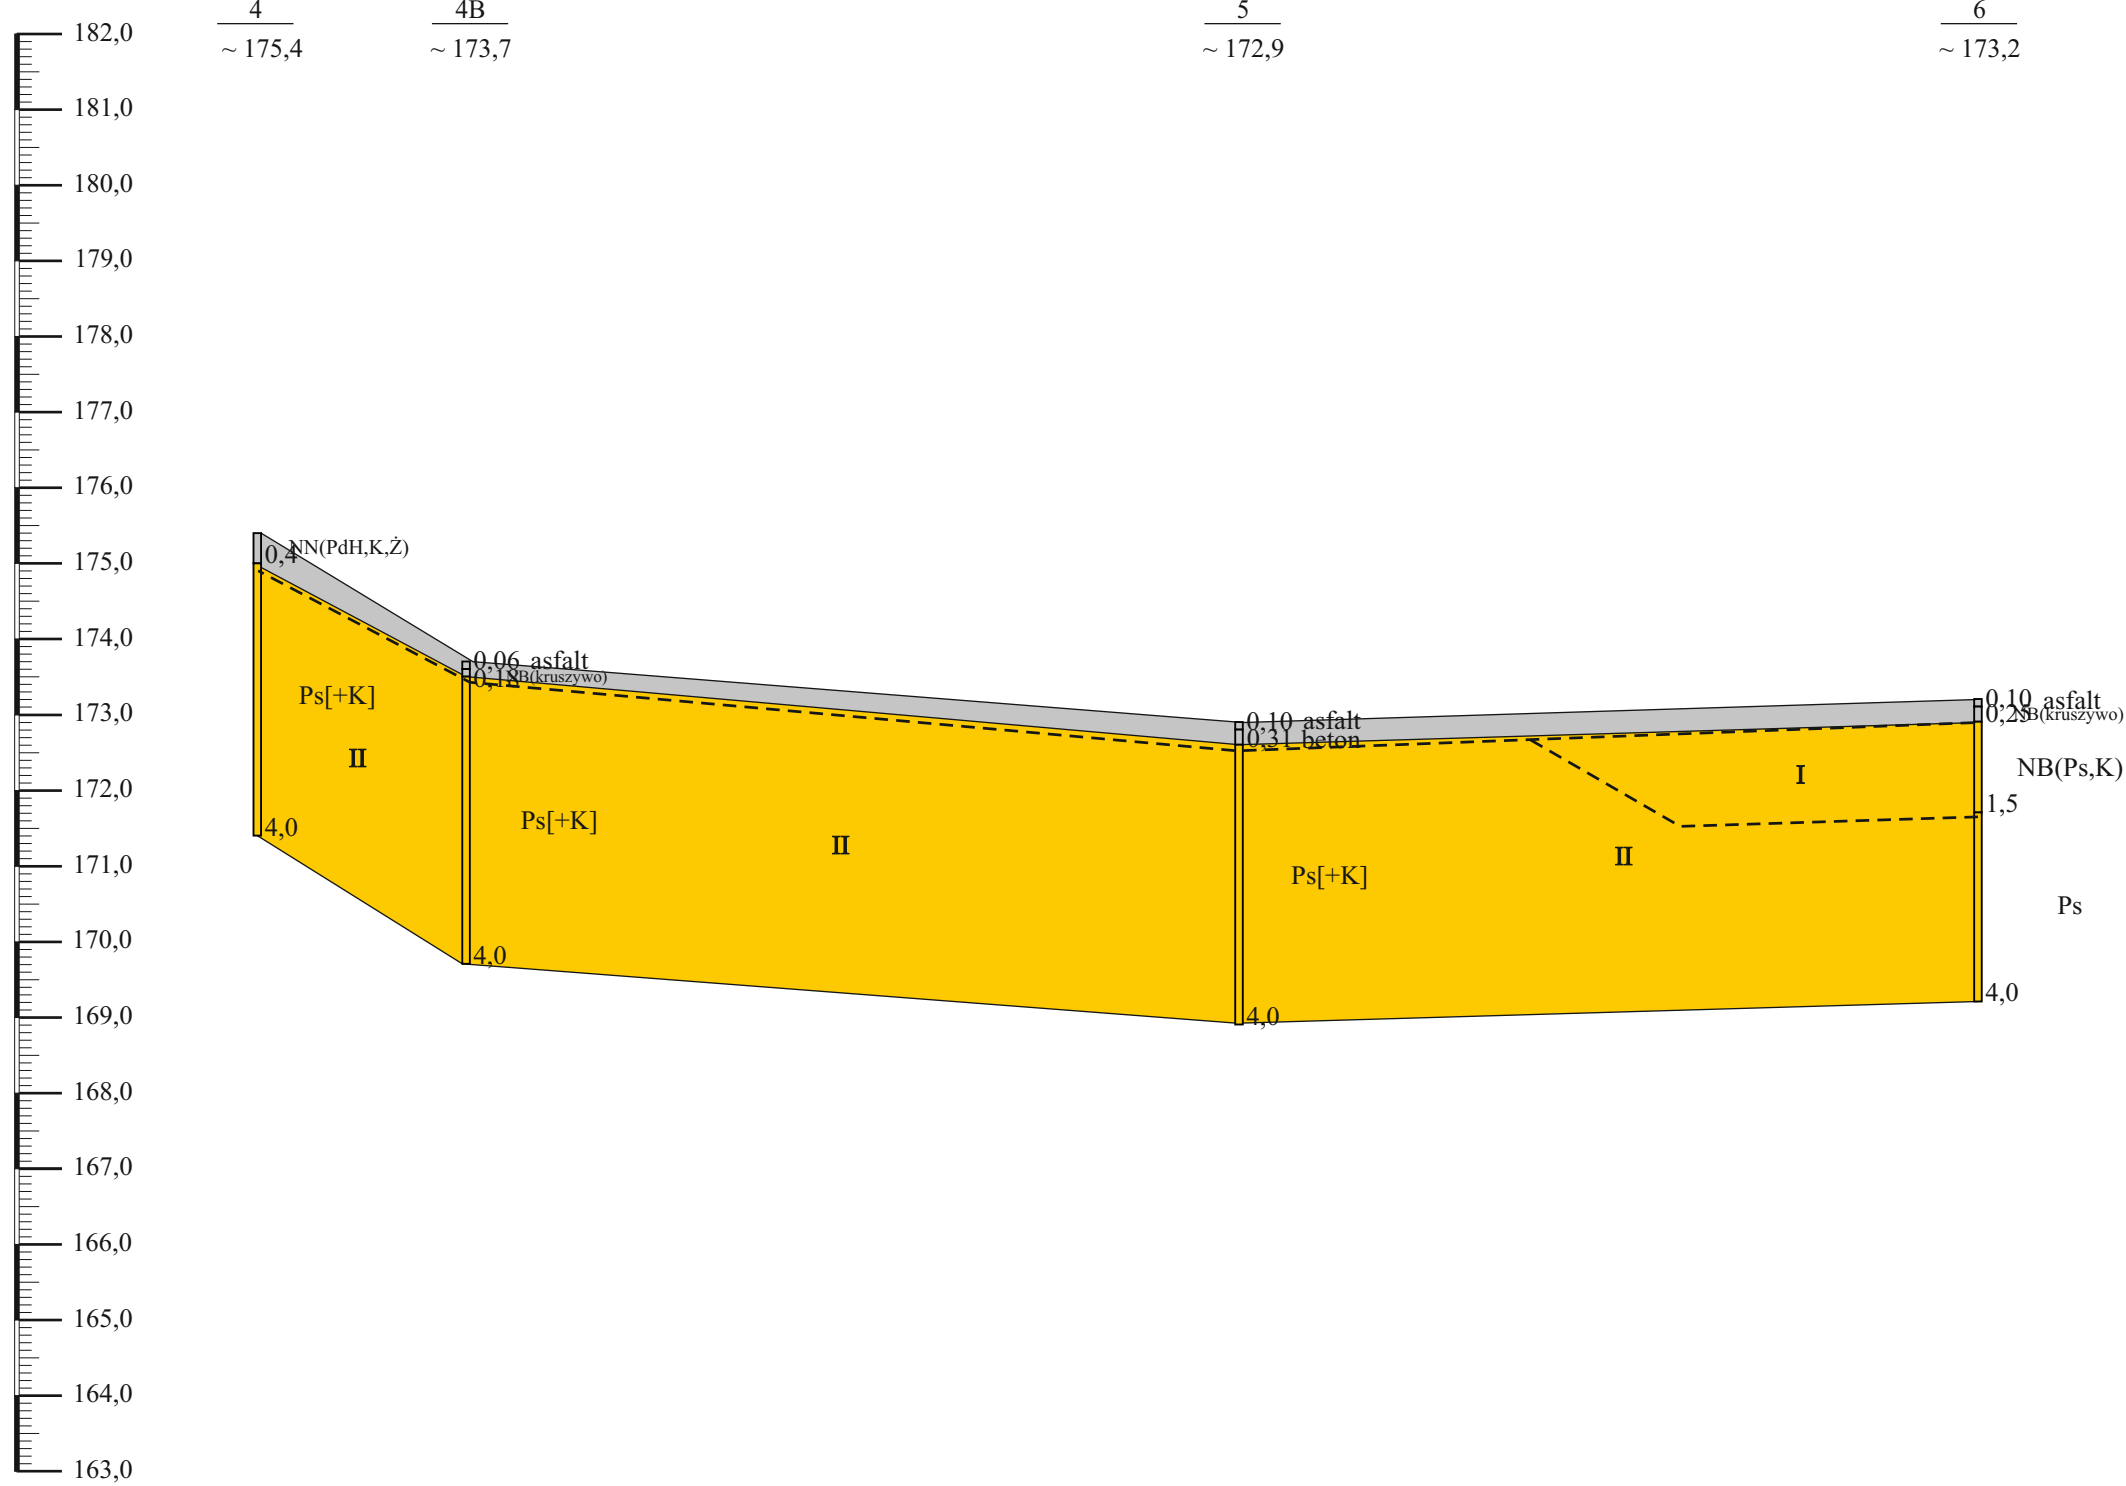 4 4B 5 6
~ 175,4 ~ 173,7 ~ 172,9 ~ 173,2
182,0
181,0
180,0
179,0
178,0
177,0
176,0
175,0
174,0
173,0
172,0
171,0
170,0
169,0
168,0
167,0
166,0
165,0
164,0
163,0
0,4 NN(PdH,K,Ż)
Ps[+K]
II
4,0
0,06 asfalt
0,18 NB(kruszywo)
Ps[+K]
II
4,0
0,10 asfalt
0,31 beton
Ps[+K]
II
4,0
I
0,10 asfalt
0,25 NB(kruszywo)
NB(Ps,K)
1,5
Ps
4,0